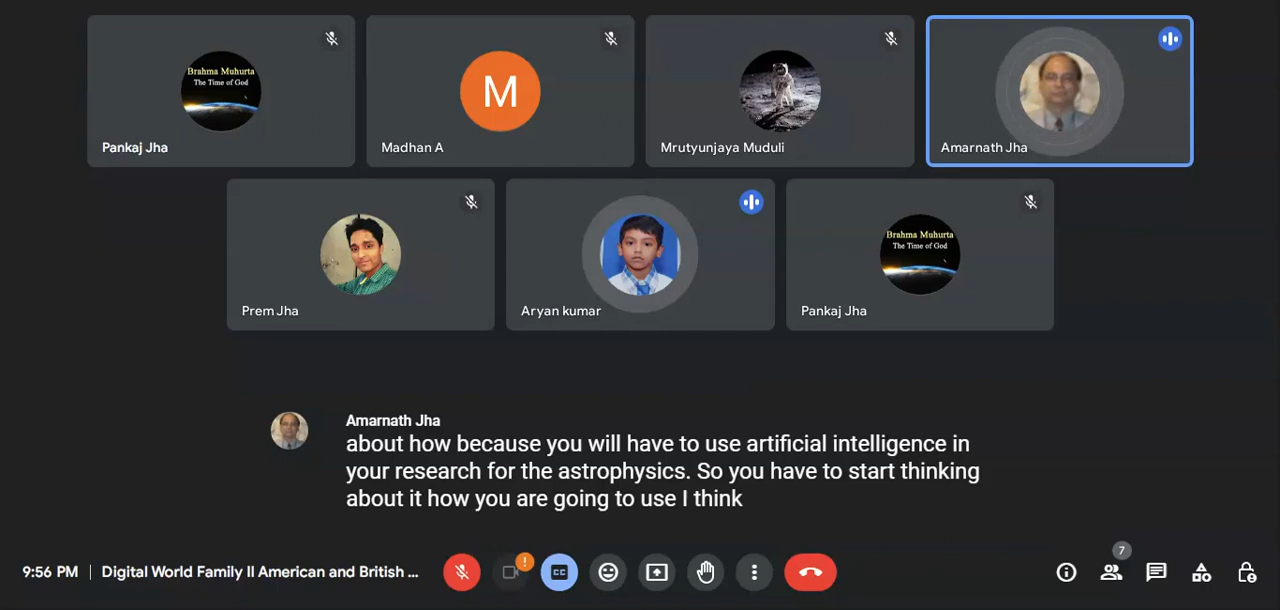 Brahma Muhurta
The Time of God
Pankaj Jha
M
Madhan A
Mrutyunjaya Muduli
Amarnath Jha
Prem Jha
Aryan kumar
Brahma Muhurta
The Time of God
Pankaj Jha
Amarnath Jha
about how because you will have to use artificial intelligence in
your research for the astrophysics. So you have to start thinking
about it how you are going to use I think
9:56 PM | Digital World Family II American and British ...
!
CC
7